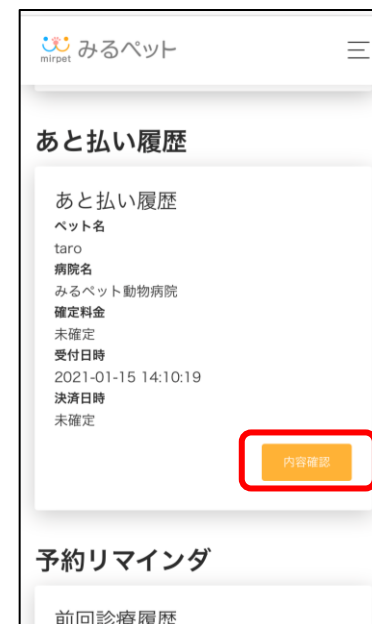 mirpet みるペット
あと払い履歴
あと払い履歴
ペット名
taro
病院名
みるペット動物病院
確定料金
未確定
受付日時
2021-01-15 14:10:19
決済日時
未確定
内容確認
予約リマインダ
前回診療履歴